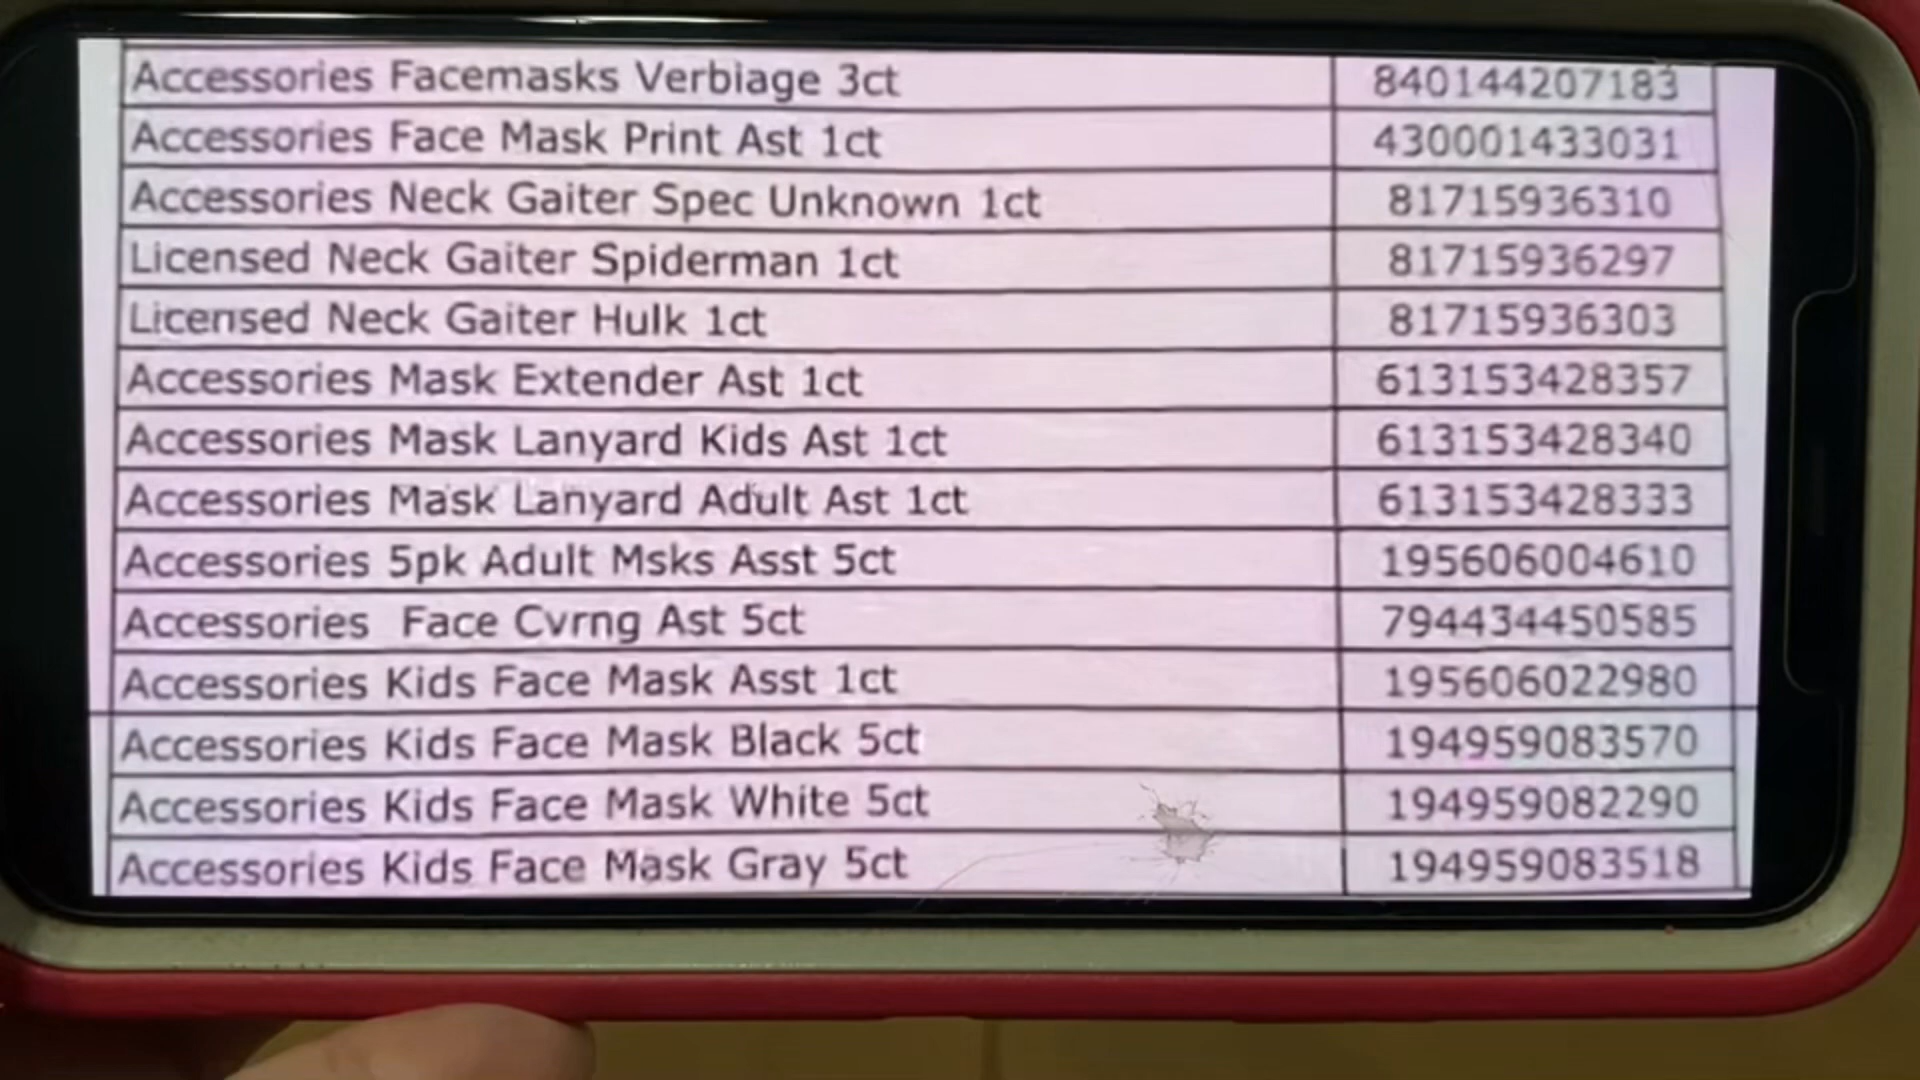 Accessories Facemasks Verbiage 3ct 840144207183
Accessories Face Mask Print Ast 1ct 430001433031
Accessories Neck Gaiter Spec Unknown 1ct 81715936310
Licensed Neck Gaiter Spiderman 1ct 81715936297
Licensed Neck Gaiter Hulk 1ct 81715936303
Accessories Mask Extender Ast 1ct 613153428357
Accessories Mask Lanyard Kids Ast 1ct 613153428340
Accessories Mask Lanyard Adult Ast 1ct 613153428333
Accessories 5pk Adult Msks Asst 5ct 195606004610
Accessories Face Cvrng Ast 5ct 794434450585
Accessories Kids Face Mask Asst 1ct 195606022980
Accessories Kids Face Mask Black 5ct 194959083570
Accessories Kids Face Mask White 5ct 194959082290
Accessories Kids Face Mask Gray 5ct 194959083518